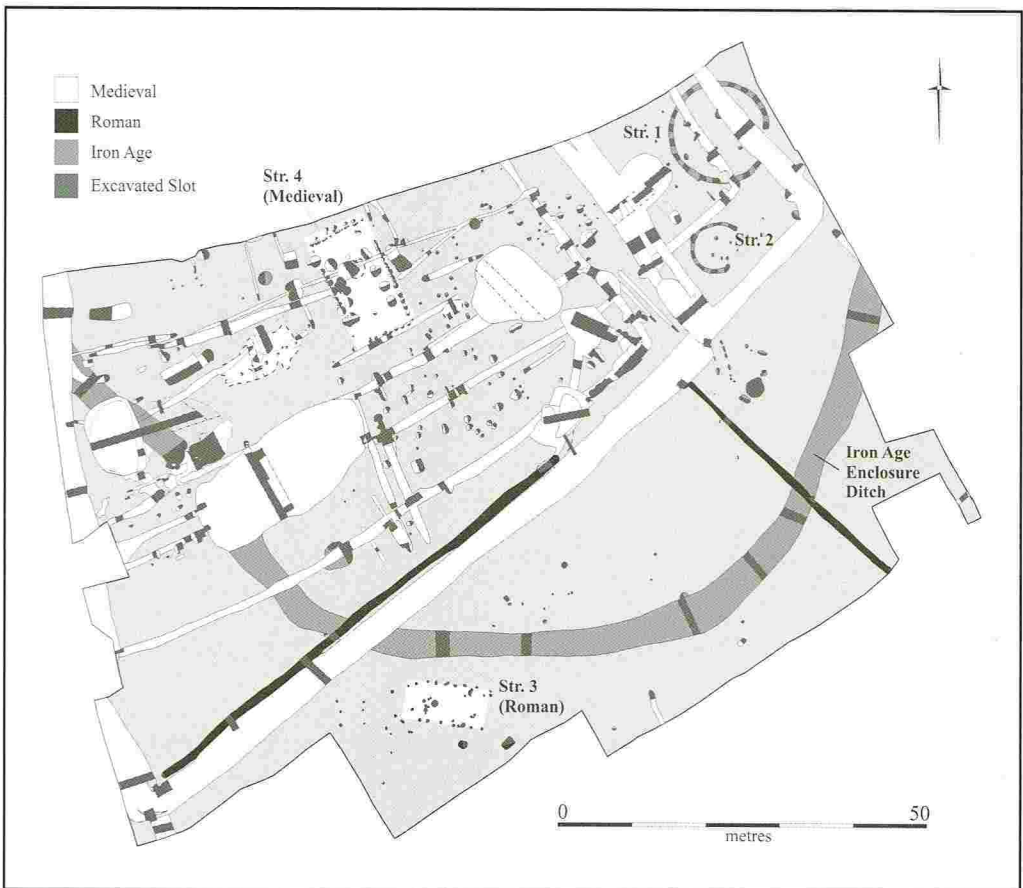 Medieval
Roman
Iron Age
Excavated Slot
Str. 4
(Medieval)
Str. 1
Str. 2
Iron Age
Enclosure
Ditch
Str. 3
(Roman)
0
50
metres